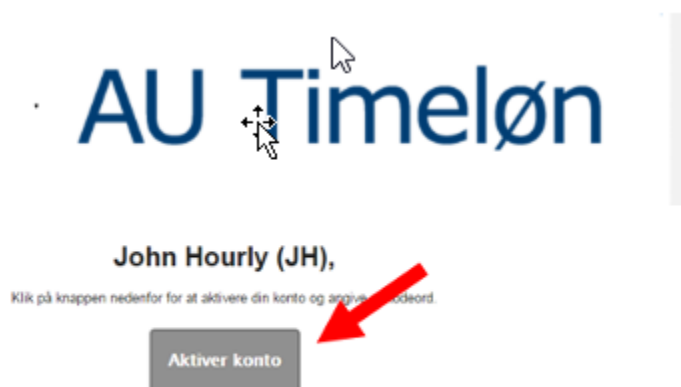 AU Timeløn
John Hourly (JH),
Klik på knappen nedenfor for at aktivere din konto og angive
Aktiver konto